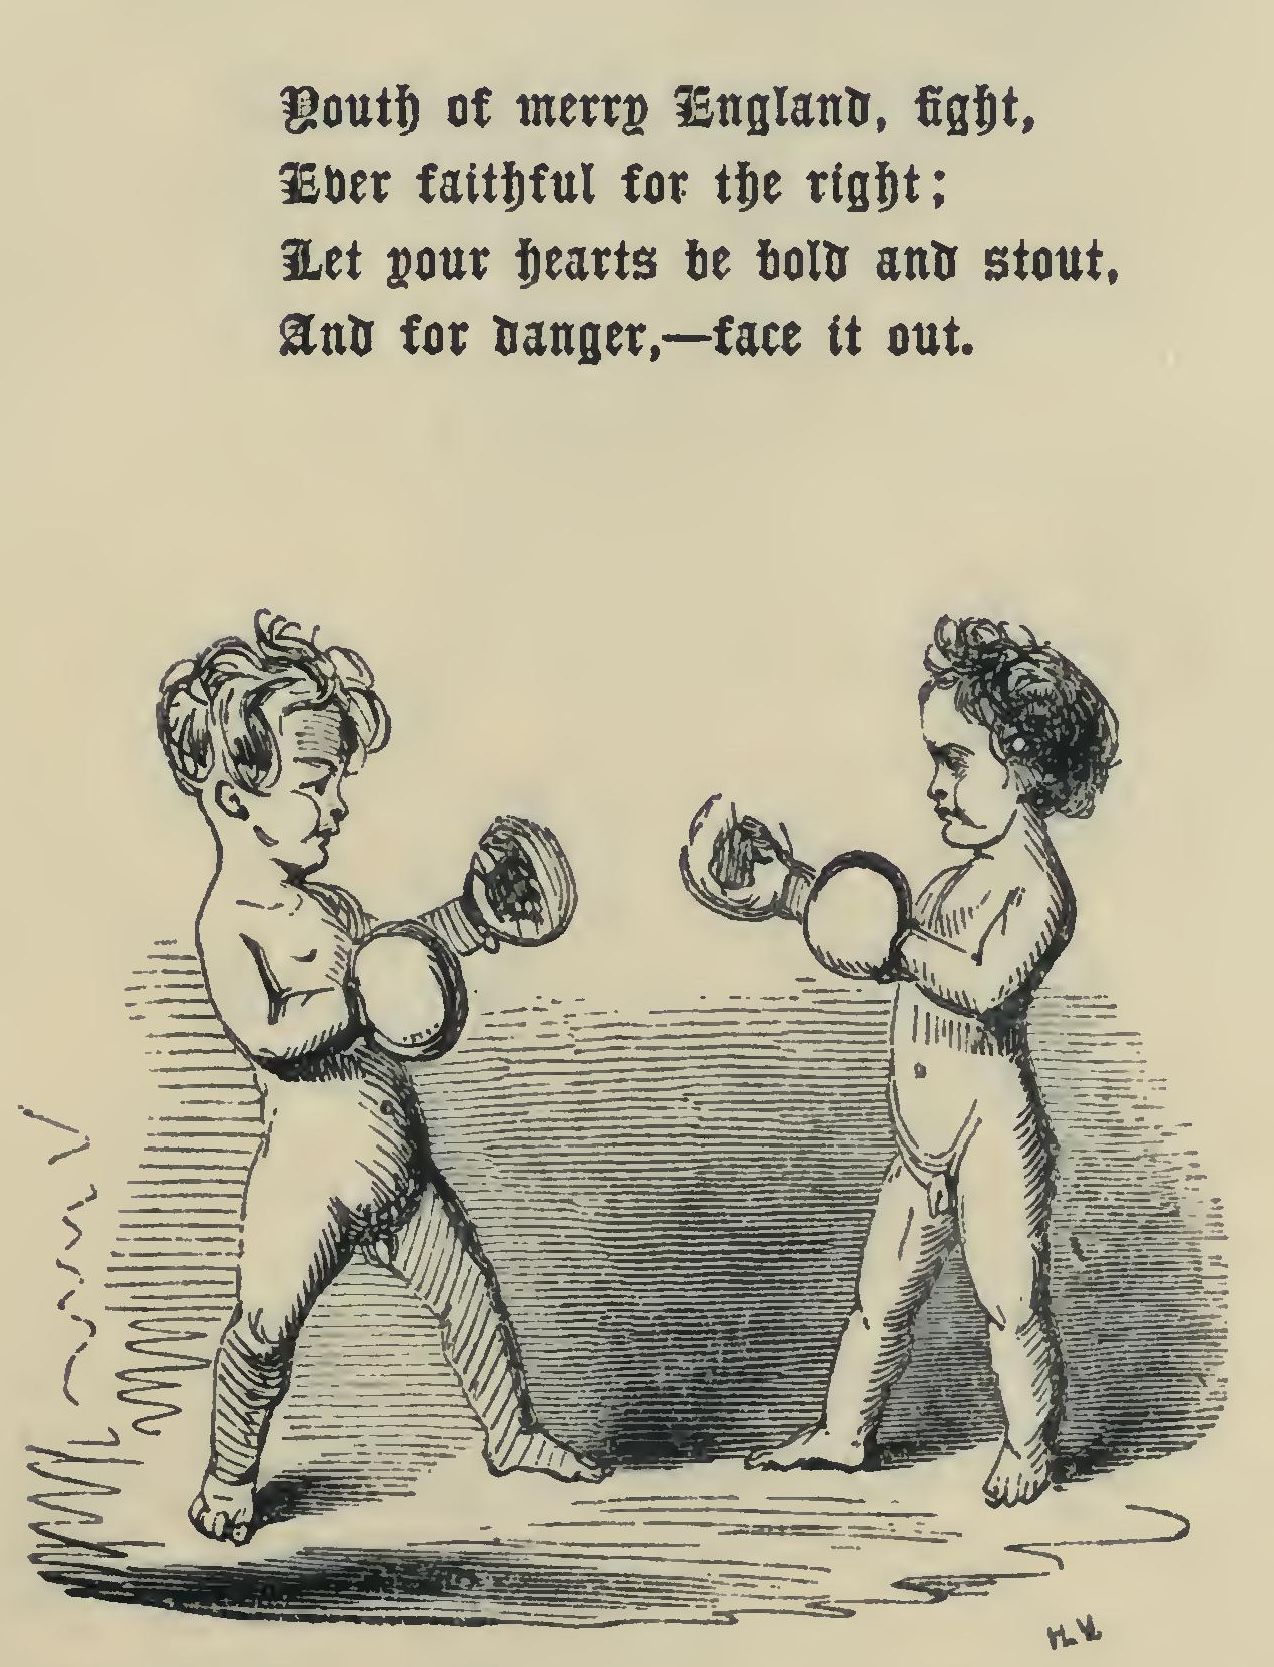 Youth of merry England, fight,
Ever faithful for the right;
Let your hearts be bold and stout,
And for danger,—face it out.